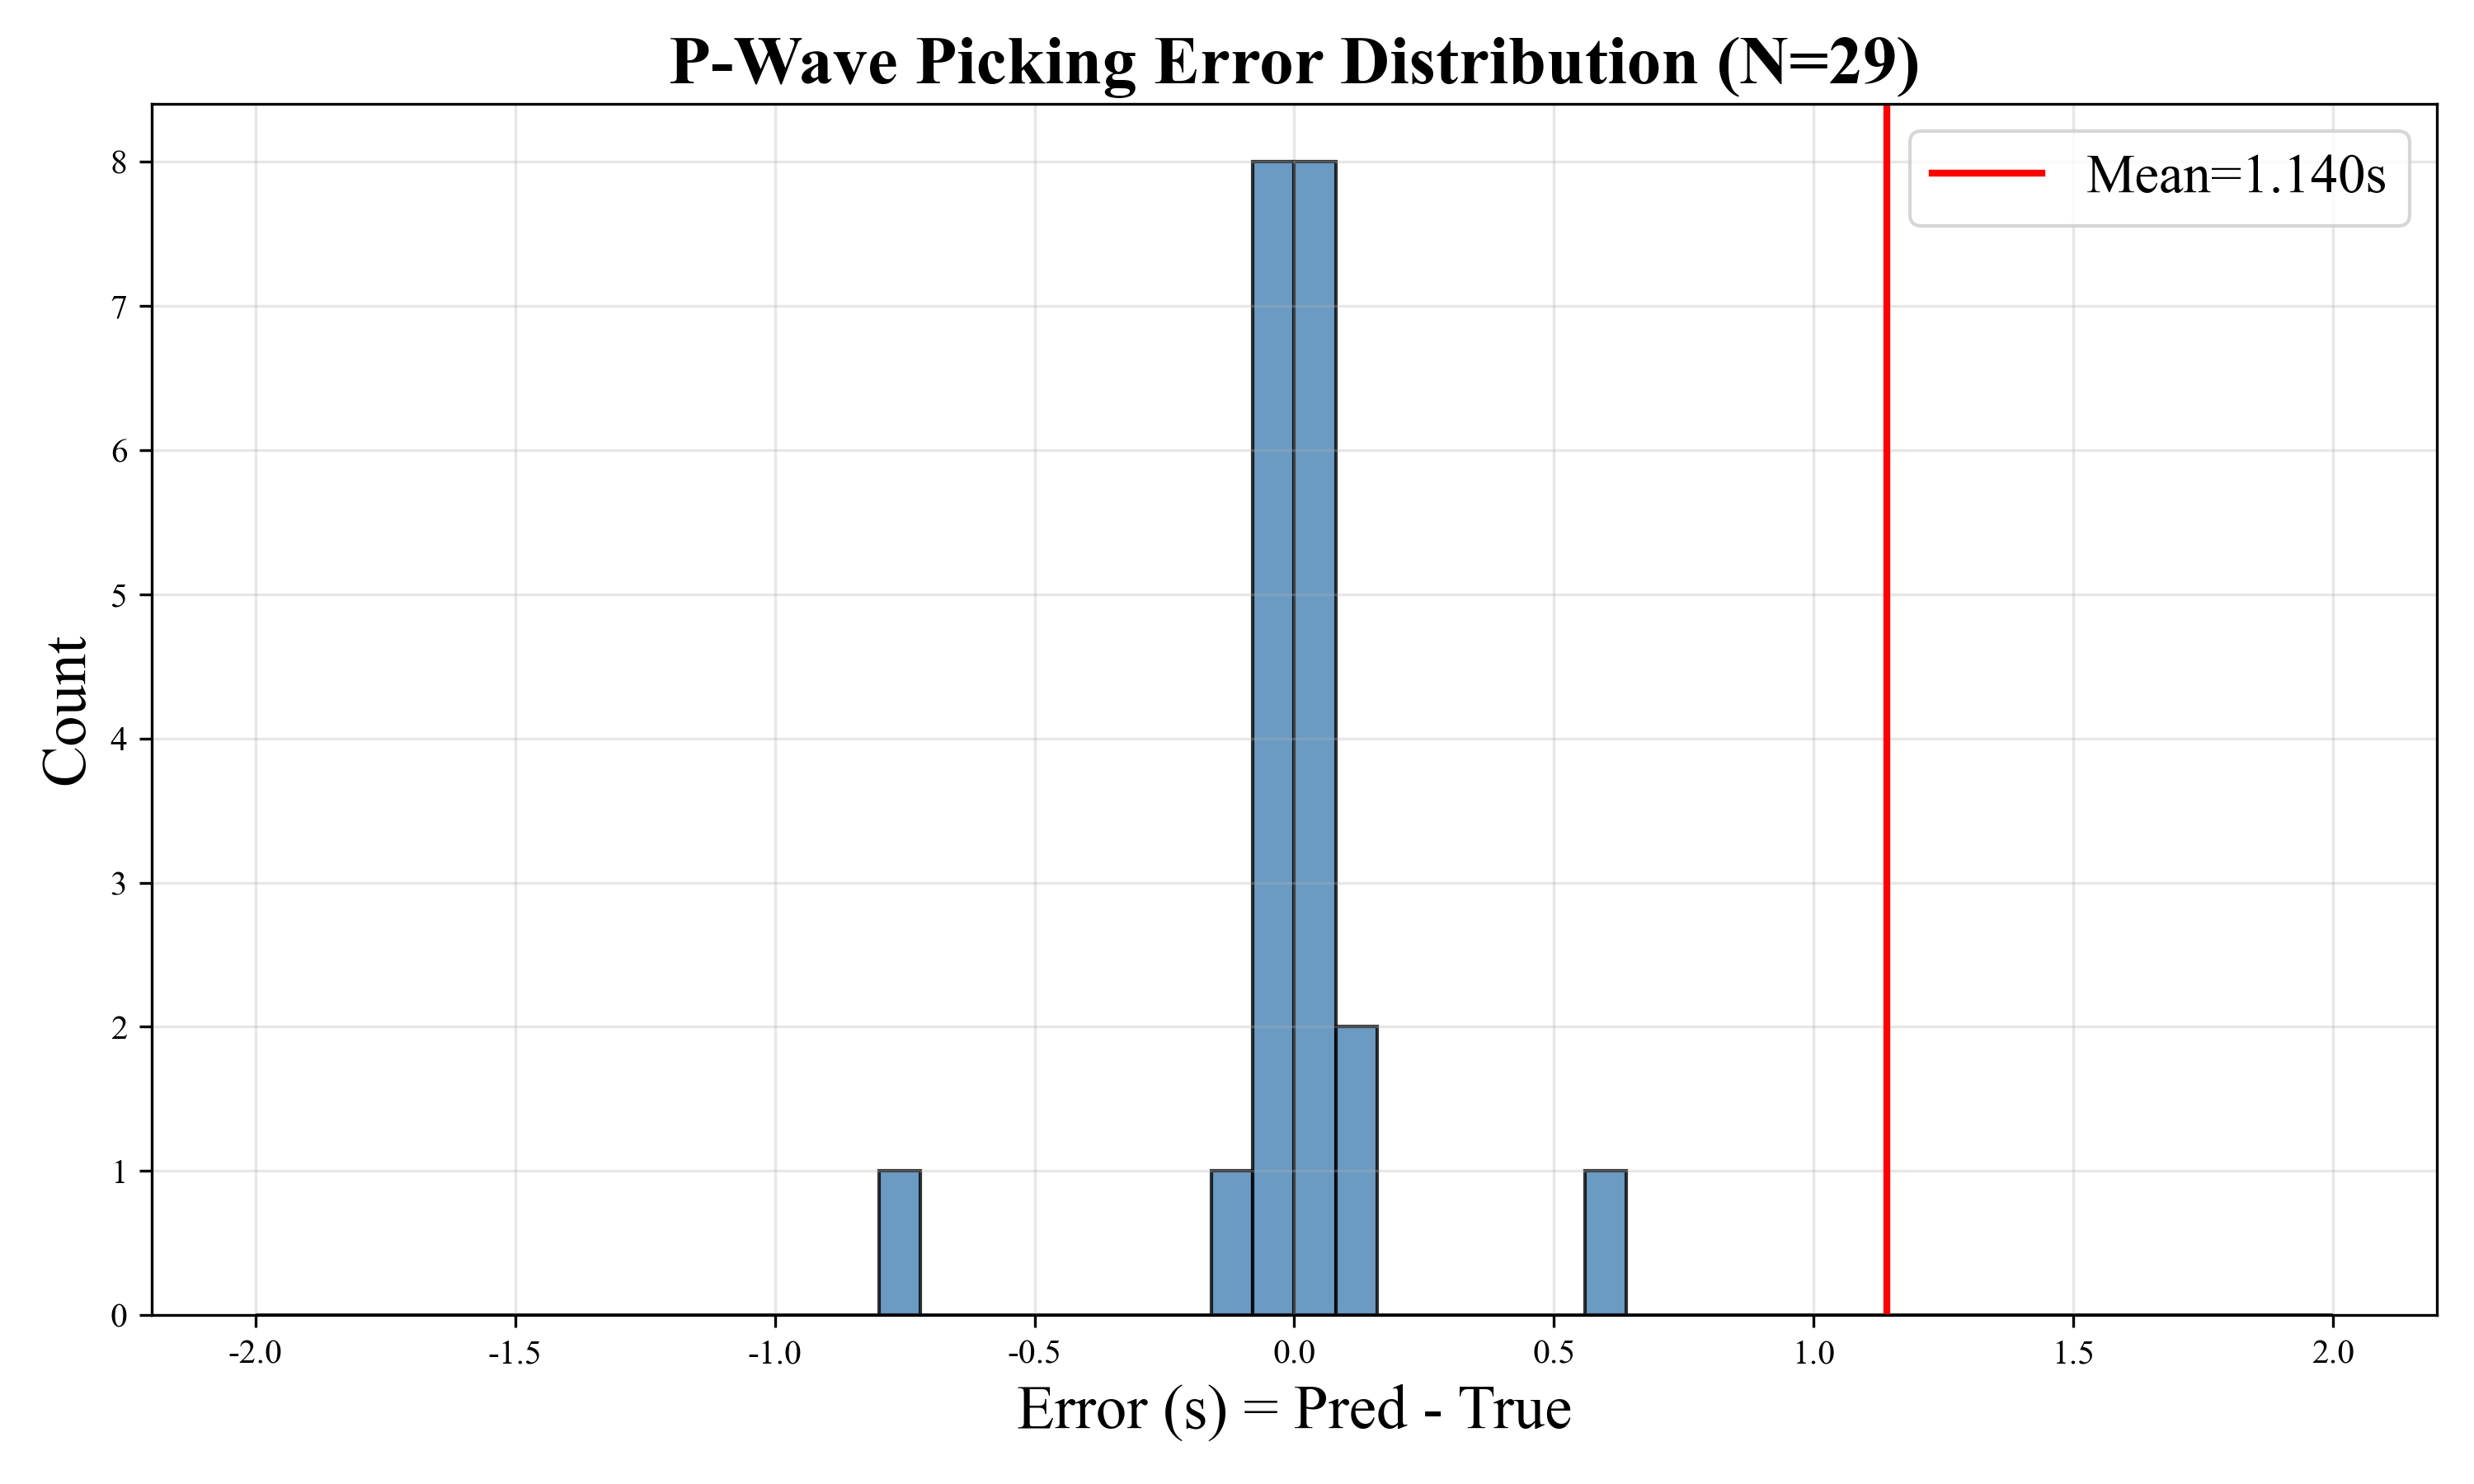 P-Wave Picking Error Distribution (N=29)
Mean=1.140s
8
7
6
5
4
3
2
1
0
Count
-2.0 -1.5 -1.0 -0.5 0.0 0.5 1.0 1.5 2.0
Error (s) = Pred - True